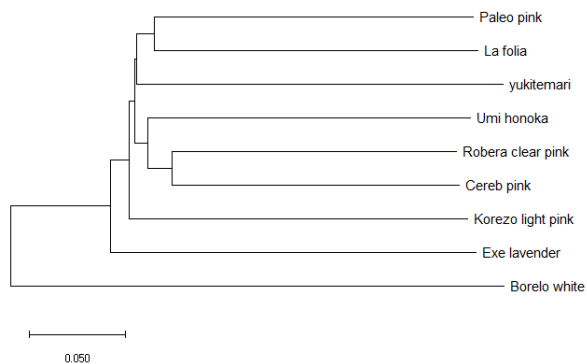 Paleo pink
La folia
yukitemari
Umi honoka
Robera clear pink
Cereb pink
Korezo light pink
Exe lavender
Borelo white
0.050